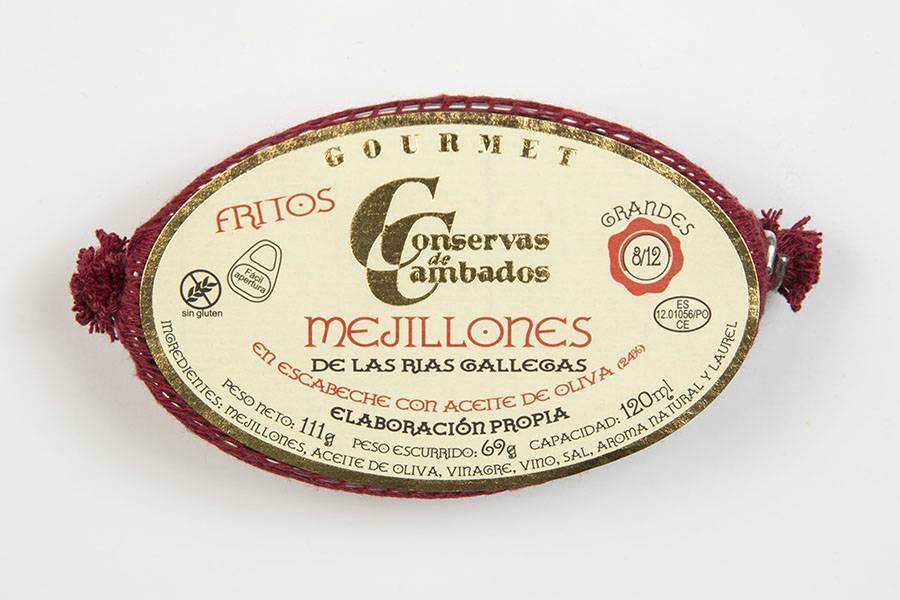 GOURMET
FRITOS
Conservas
de
Cambados
GRANDES
8/12
Fácil
apertura
sin gluten
ES
12.01056/PO
CE
MEJILLONES
DE LAS RIAS GALLEGAS
EN ESCABECHE CON ACEITE DE OLIVA (24%)
ELABORACIÓN PROPIA
PESO NETO: 111g PESO ESCURRIDO: 69g CAPACIDAD: 120ml
INGREDIENTES: MEJILLONES, ACEITE DE OLIVA, VINAGRE, VINO, SAL, AROMA NATURAL Y LAUREL